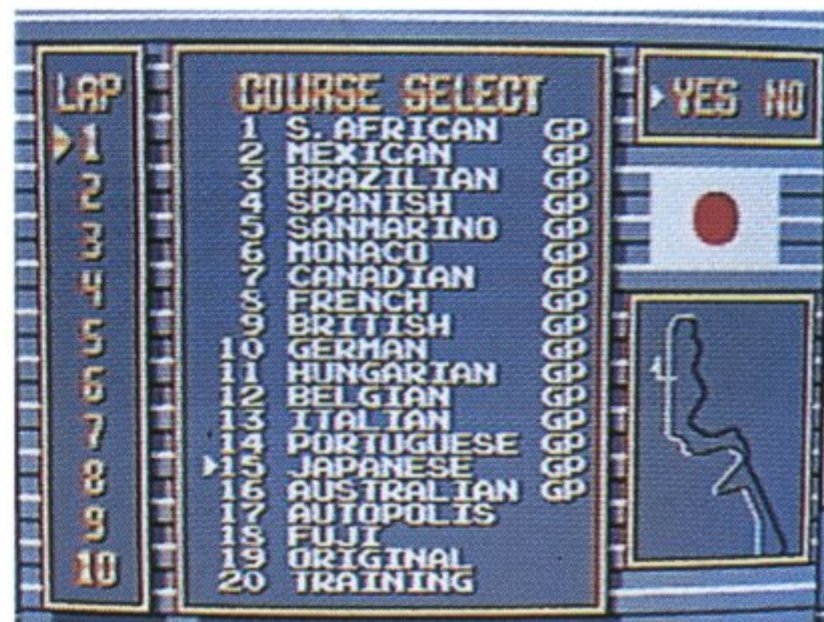 LAP
1
2
3
4
5
6
7
8
9
10
COURSE SELECT
1 S.AFRICAN GP
2 MEXICAN GP
3 BRAZILIAN GP
4 SPANISH GP
5 SANMARINO GP
6 MONACO GP
7 CANADIAN GP
8 FRENCH GP
9 BRITISH GP
10 GERMAN GP
11 HUNGARIAN GP
12 BELGIAN GP
13 ITALIAN GP
14 PORTUGUESE GP
15 JAPANESE GP
16 AUSTRALIAN GP
17 AUTOPOLIS
18 FUJI
19 ORIGINAL
20 TRAINING
YES NO